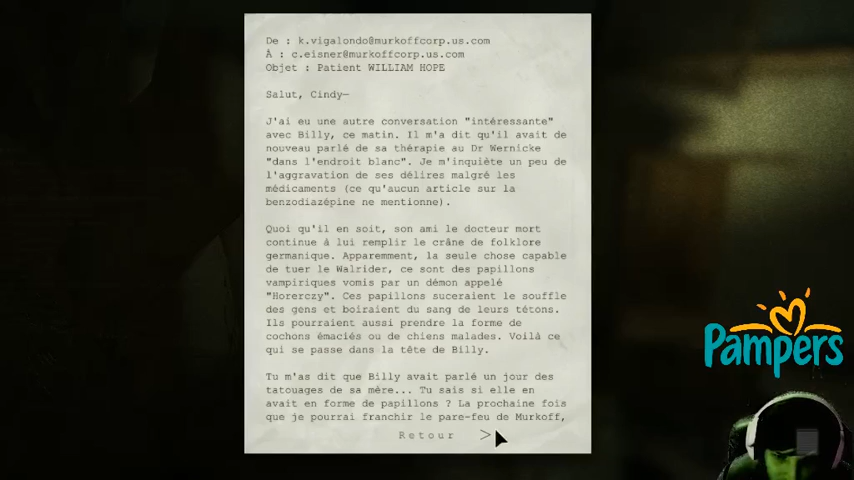 De : k.vigalondo@murkoffcorp.us.com
À : c.eisner@murkoffcorp.us.com
Objet : Patient WILLIAM HOPE
Salut, Cindy—
J'ai eu une autre conversation "intéressante"
avec Billy, ce matin. Il m'a dit qu'il avait de
nouveau parlé de sa thérapie au Dr Wernicke
"dans l'endroit blanc". Je m'inquiète un peu de
l'aggravation de ses délires malgré les
médicaments (ce qu'aucun article sur la
benzodiazépine ne mentionne).
Quoi qu'il en soit, son ami le docteur mort
continue à lui remplir le crâne de folklore
germanique. Apparemment, la seule chose capable
de tuer le Walrider, ce sont des papillons
vampiriques vomis par un démon appelé
"Horerczy". Ces papillons suceraient le souffle
des gens et boiraient du sang de leurs tétons.
Ils pourraient aussi prendre la forme de
cochons émaciés ou de chiens malades. Voilà ce
qui se passe dans la tête de Billy.
Tu m'as dit que Billy avait parlé un jour des
tatouages de sa mère... Tu sais si elle en
avait en forme de papillons ? La prochaine fois
que je pourrai franchir le pare-feu de Murkoff,
Retour >
Pampers